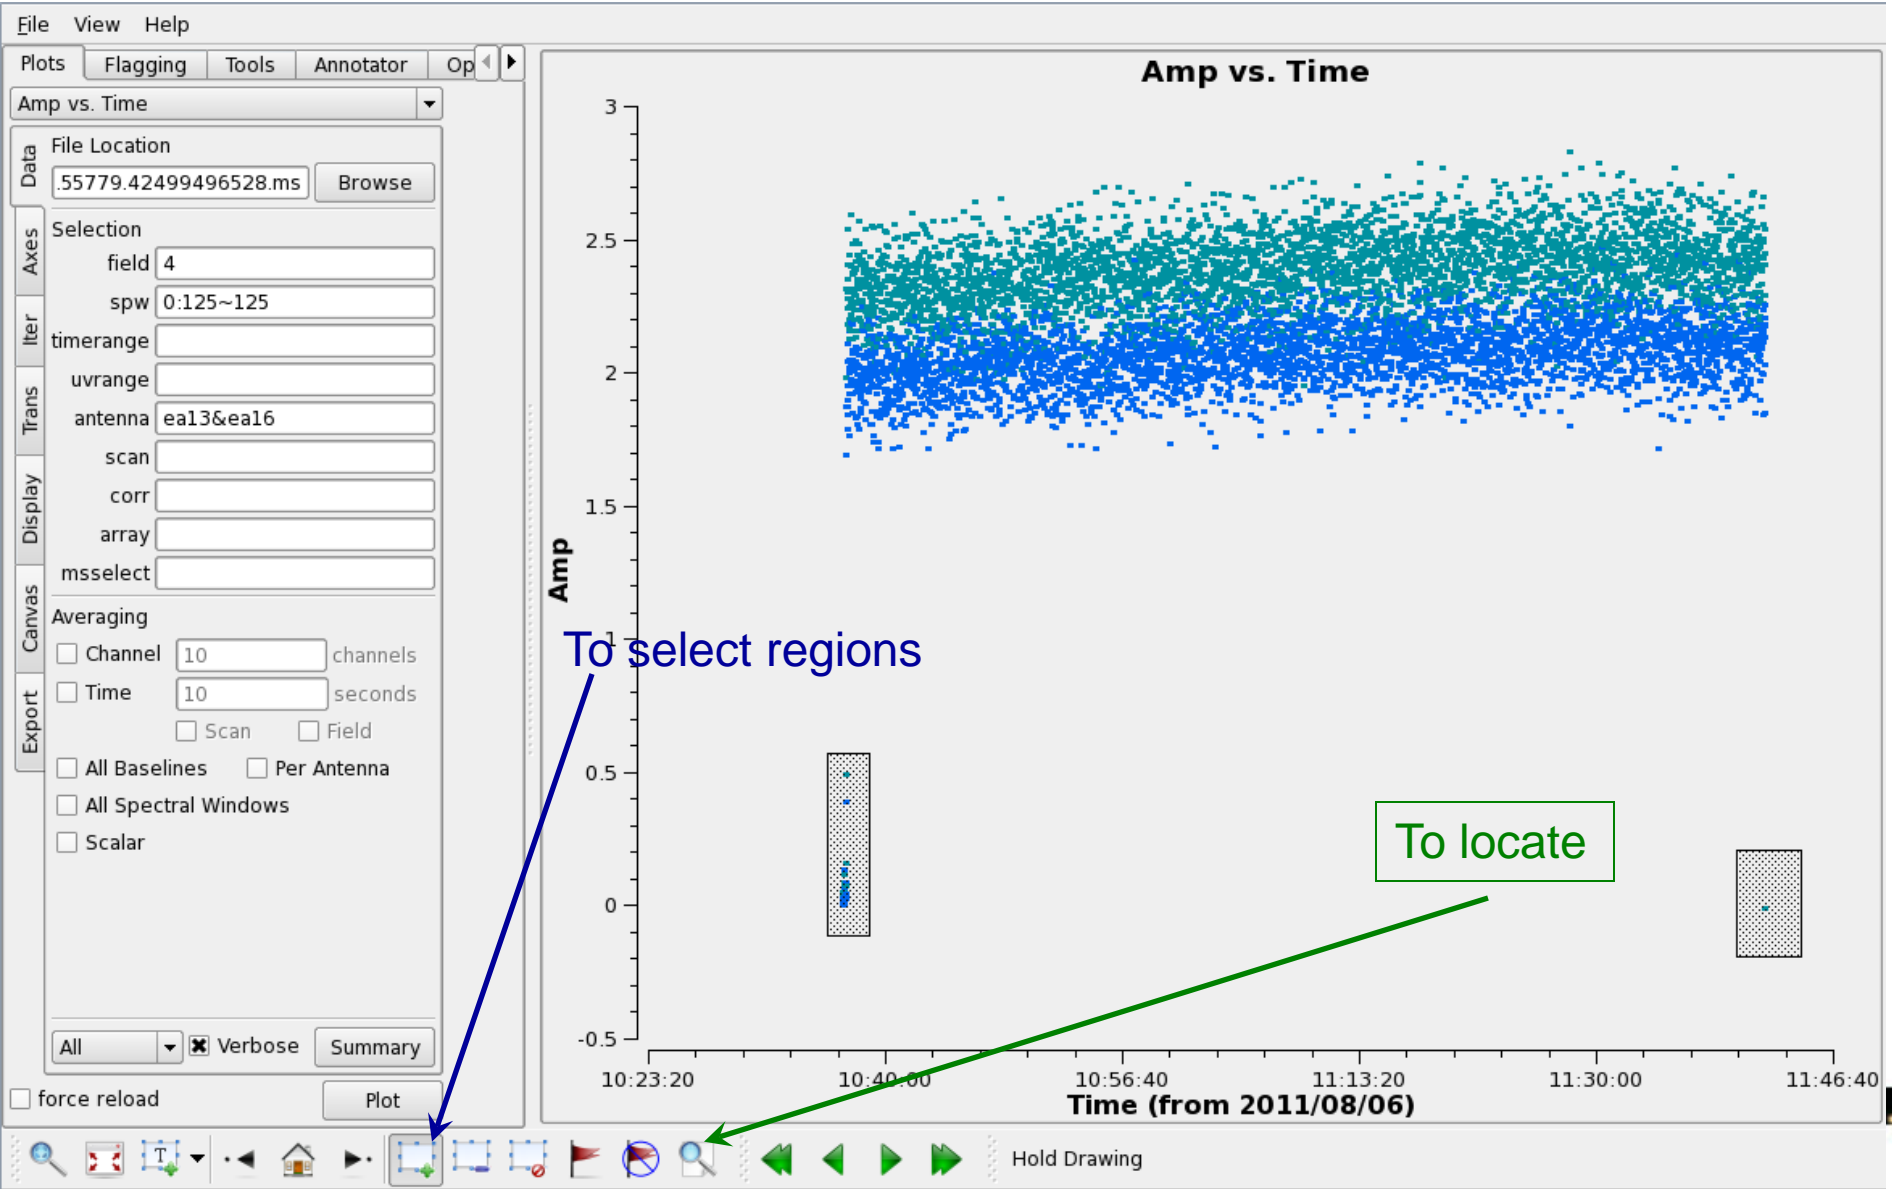 File View Help
Plots Flagging Tools Annotator Op
Amp vs. Time
Data
Axes
Iter
Trans
Display
Canvas
Export
File Location
.55779.42499496528.ms Browse
Selection
field 4
spw 0:125~125
timerange
uvrange
antenna ea13&ea16
scan
corr
array
msselect
Averaging
Channel 10 channels
Time 10 seconds
Scan Field
All Baselines Per Antenna
All Spectral Windows
Scalar
All Verbose Summary
force reload Plot
Amp vs. Time
3
2.5
2
1.5
1
0.5
0
-0.5
Amp
To select regions
To locate
10:23:20 10:40:00 10:56:40 11:13:20 11:30:00 11:46:40
Time (from 2011/08/06)
T
Hold Drawing